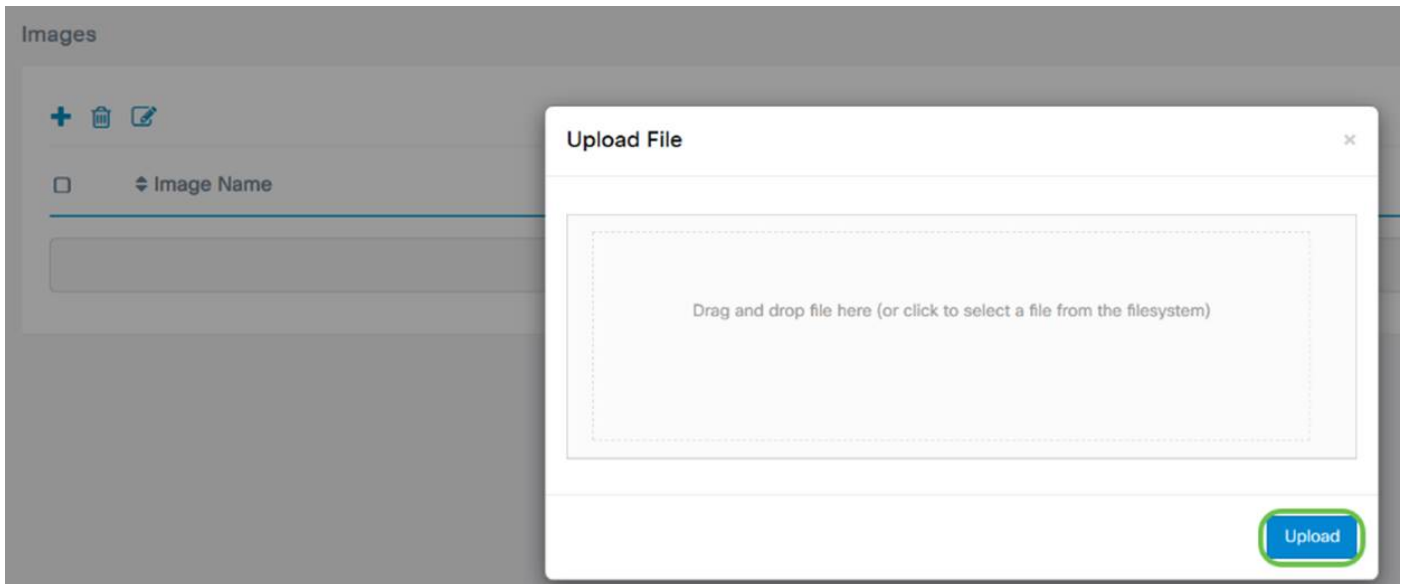 Images
Upload File
×
Image Name
Drag and drop file here (or click to select a file from the filesystem)
Upload